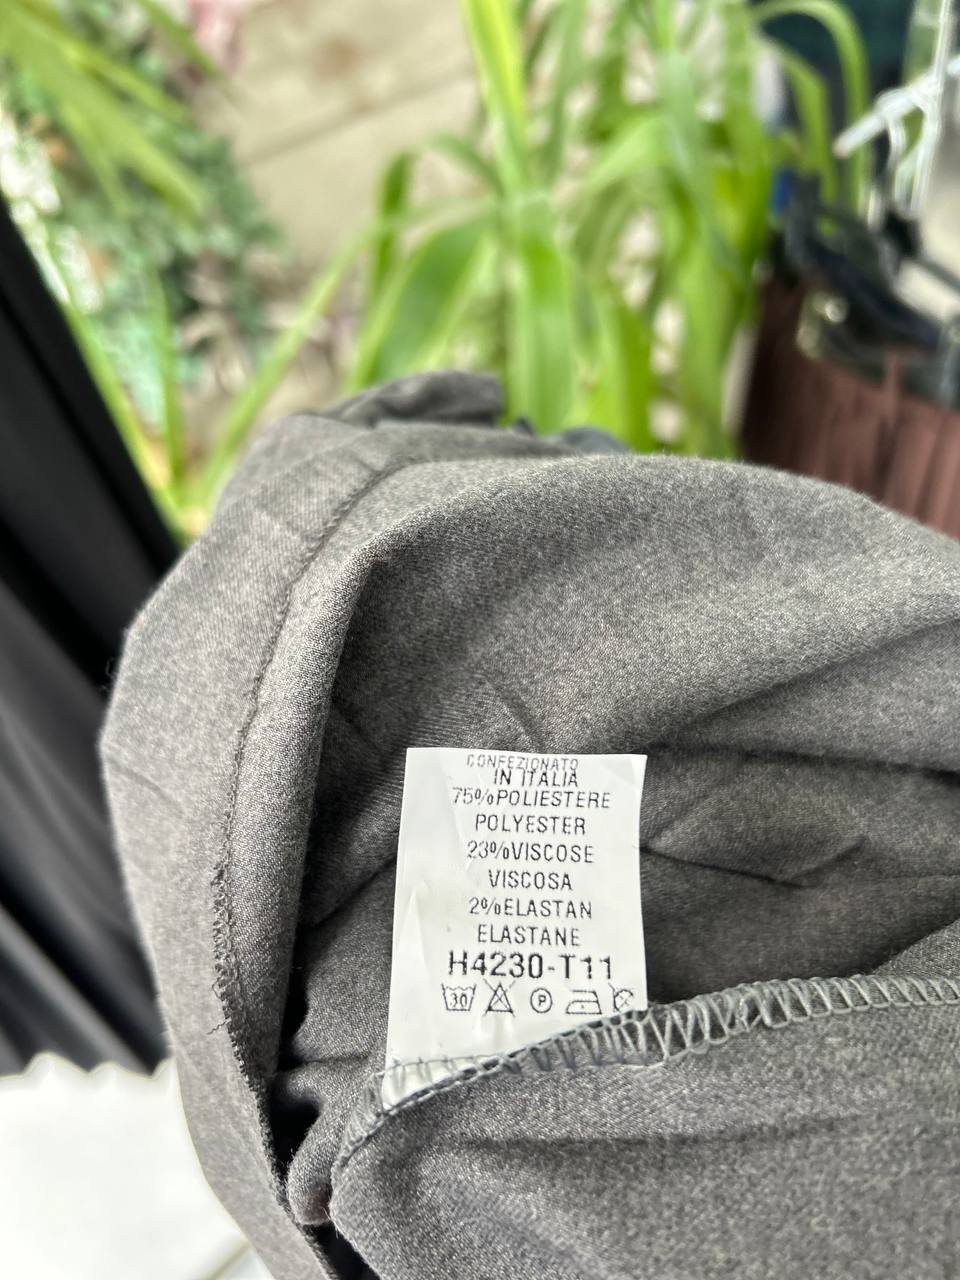 CONFEZIONATO
IN ITALIA
75%POLIESTERE
POLYESTER
23%VISCOSE
VISCOSA
2%ELASTAN
ELASTANE
H4230-T11
30 P